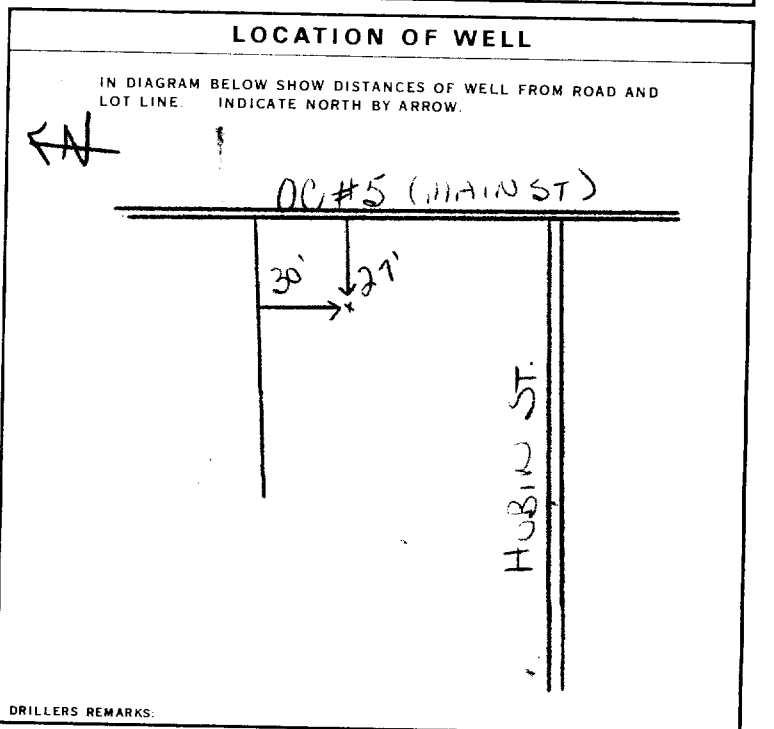 LOCATION OF WELL
IN DIAGRAM BELOW SHOW DISTANCES OF WELL FROM ROAD AND
LOT LINE. INDICATE NORTH BY ARROW.
N
OC #5 (MAIN ST)
30'
HUBIN ST.
DRILLERS REMARKS: